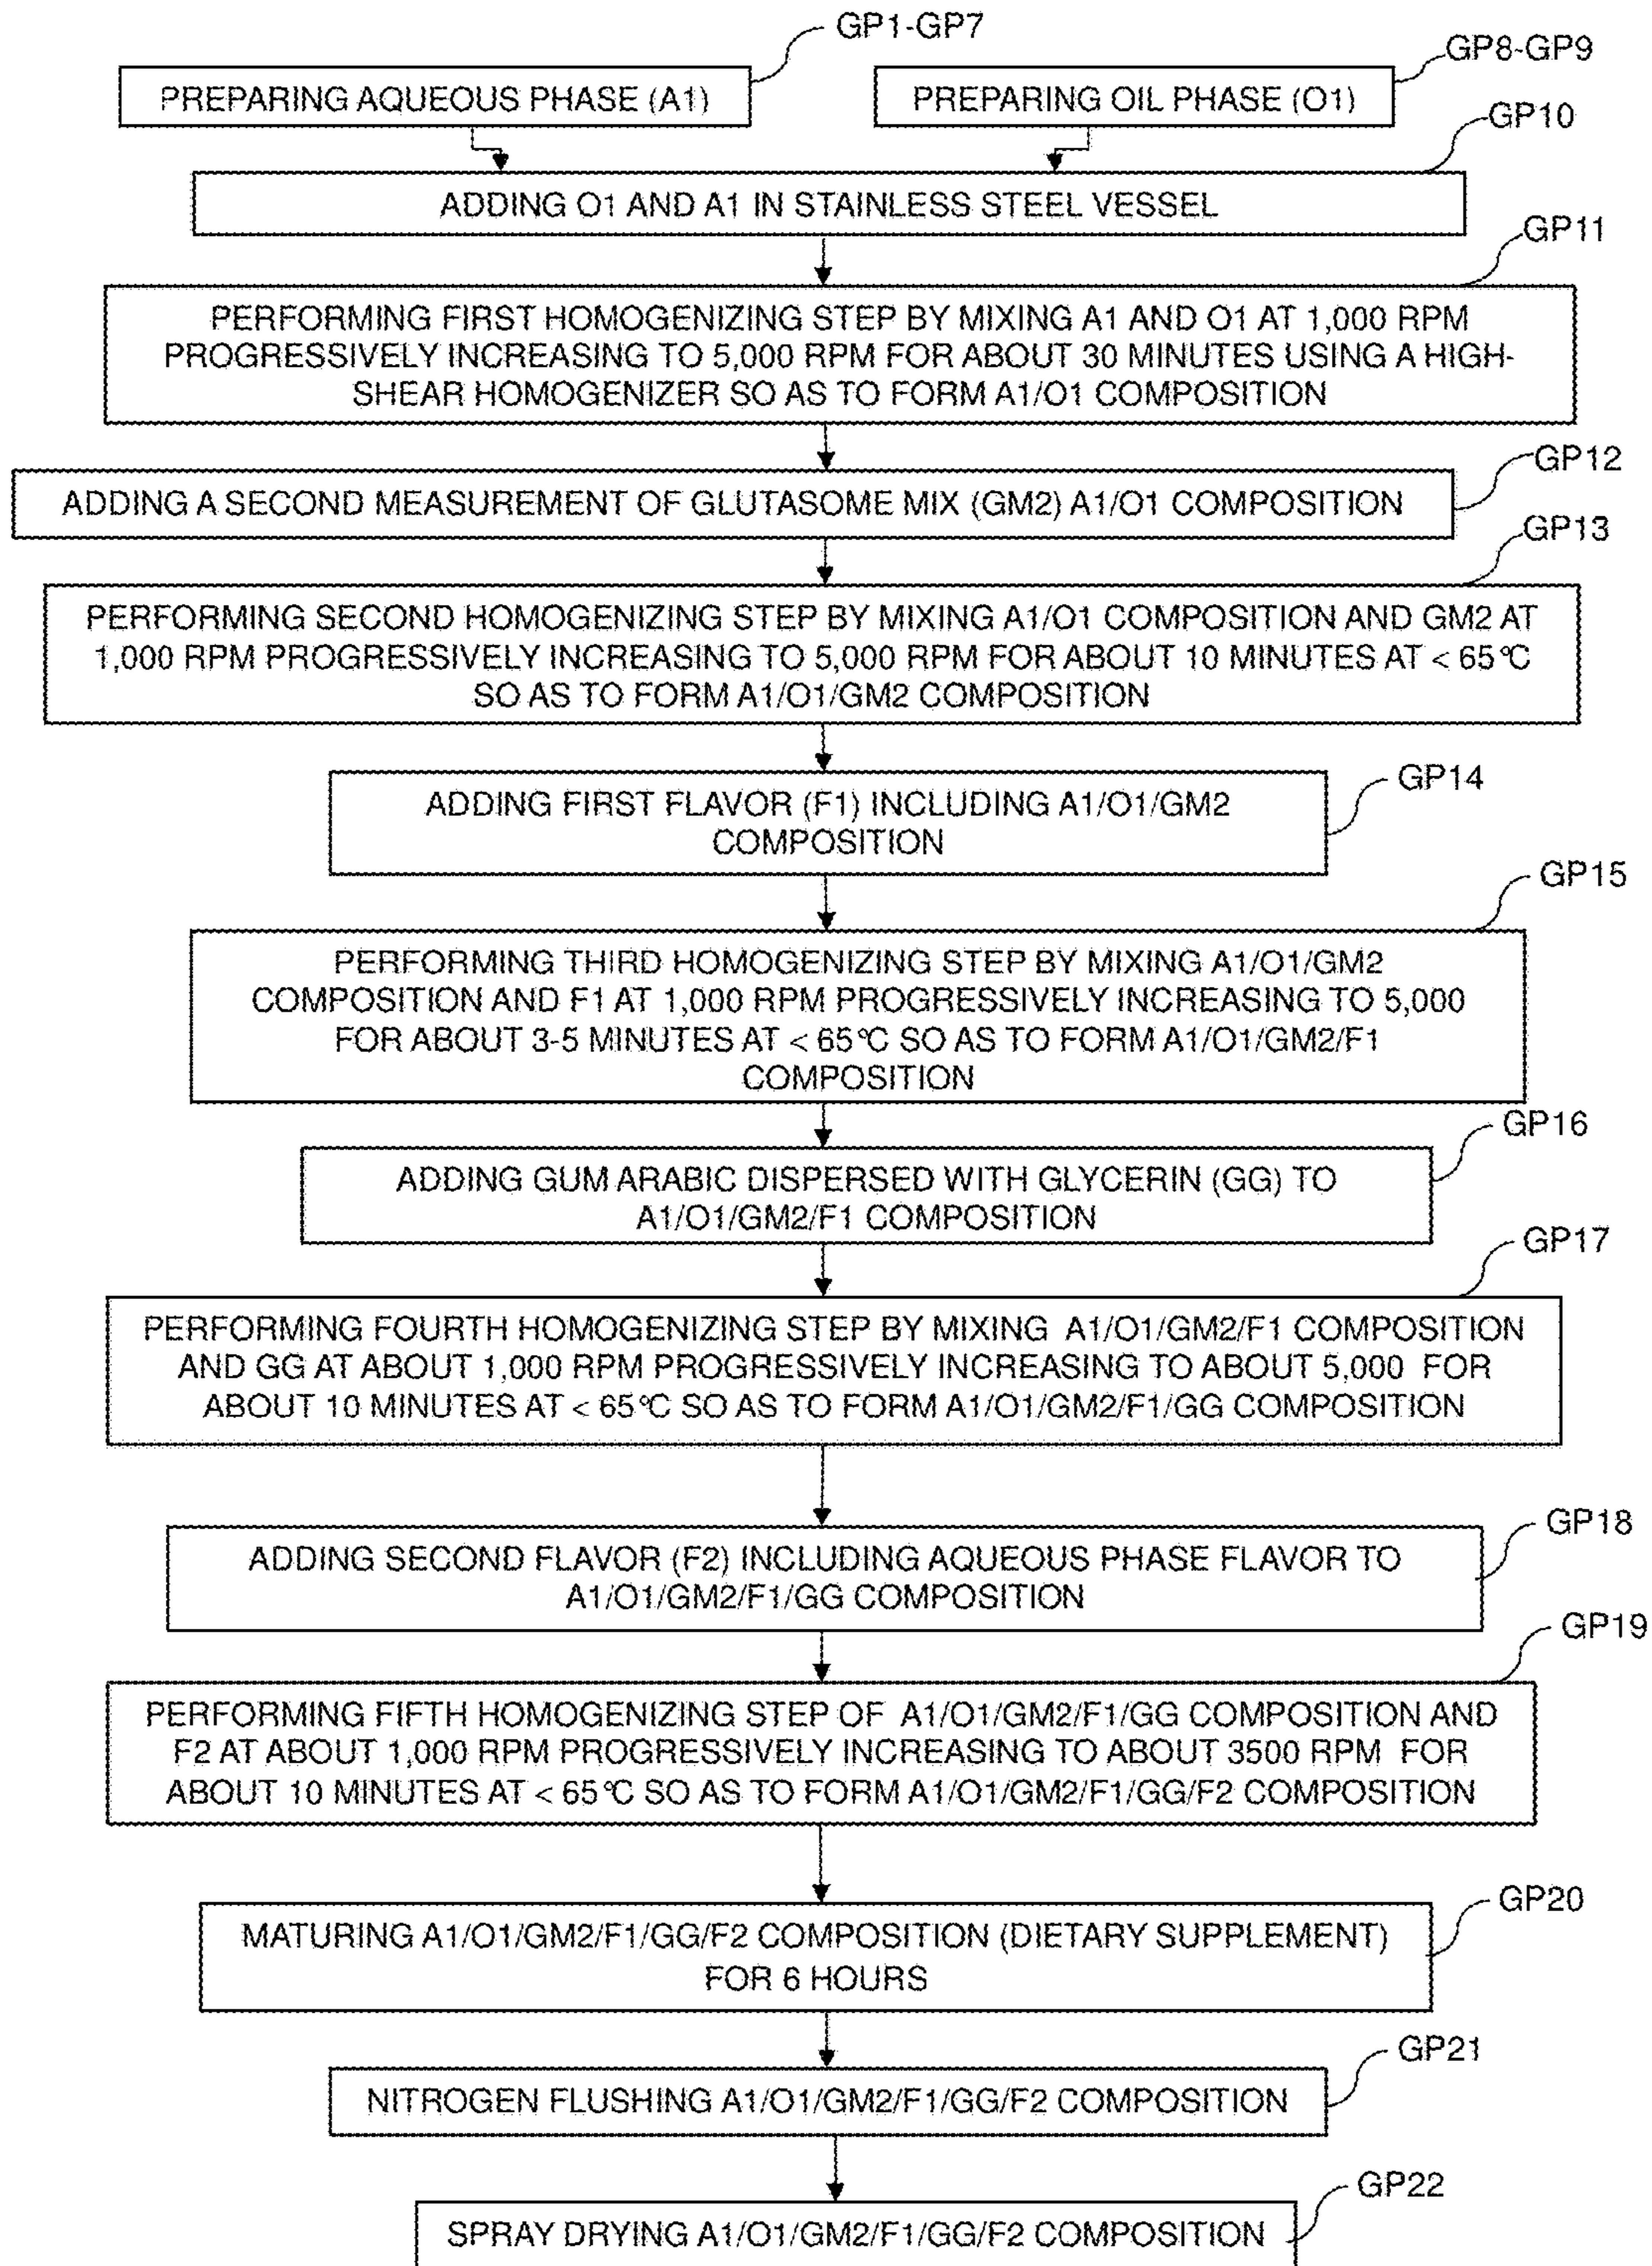 GP1-GP7
GP8-GP9
PREPARING AQUEOUS PHASE (A1)
PREPARING OIL PHASE (O1)
GP10
ADDING O1 AND A1 IN STAINLESS STEEL VESSEL
GP11
PERFORMING FIRST HOMOGENIZING STEP BY MIXING A1 AND O1 AT 1,000 RPM
PROGRESSIVELY INCREASING TO 5,000 RPM FOR ABOUT 30 MINUTES USING A HIGH-
SHEAR HOMOGENIZER SO AS TO FORM A1/O1 COMPOSITION
GP12
ADDING A SECOND MEASUREMENT OF GLUTASOME MIX (GM2) A1/O1 COMPOSITION
GP13
PERFORMING SECOND HOMOGENIZING STEP BY MIXING A1/O1 COMPOSITION AND GM2 AT
1,000 RPM PROGRESSIVELY INCREASING TO 5,000 RPM FOR ABOUT 10 MINUTES AT < 65°C
SO AS TO FORM A1/O1/GM2 COMPOSITION
GP14
ADDING FIRST FLAVOR (F1) INCLUDING A1/O1/GM2
COMPOSITION
GP15
PERFORMING THIRD HOMOGENIZING STEP BY MIXING A1/O1/GM2
COMPOSITION AND F1 AT 1,000 RPM PROGRESSIVELY INCREASING TO 5,000
FOR ABOUT 3-5 MINUTES AT < 65°C SO AS TO FORM A1/O1/GM2/F1
COMPOSITION
GP16
ADDING GUM ARABIC DISPERSED WITH GLYCERIN (GG) TO
A1/O1/GM2/F1 COMPOSITION
GP17
PERFORMING FOURTH HOMOGENIZING STEP BY MIXING A1/O1/GM2/F1 COMPOSITION
AND GG AT ABOUT 1,000 RPM PROGRESSIVELY INCREASING TO ABOUT 5,000 FOR
ABOUT 10 MINUTES AT < 65°C SO AS TO FORM A1/O1/GM2/F1/GG COMPOSITION
GP18
ADDING SECOND FLAVOR (F2) INCLUDING AQUEOUS PHASE FLAVOR TO
A1/O1/GM2/F1/GG COMPOSITION
GP19
PERFORMING FIFTH HOMOGENIZING STEP OF A1/O1/GM2/F1/GG COMPOSITION AND
F2 AT ABOUT 1,000 RPM PROGRESSIVELY INCREASING TO ABOUT 3500 RPM FOR
ABOUT 10 MINUTES AT < 65°C SO AS TO FORM A1/O1/GM2/F1/GG/F2 COMPOSITION
GP20
MATURING A1/O1/GM2/F1/GG/F2 COMPOSITION (DIETARY SUPPLEMENT)
FOR 6 HOURS
GP21
NITROGEN FLUSHING A1/O1/GM2/F1/GG/F2 COMPOSITION
GP22
SPRAY DRYING A1/O1/GM2/F1/GG/F2 COMPOSITION